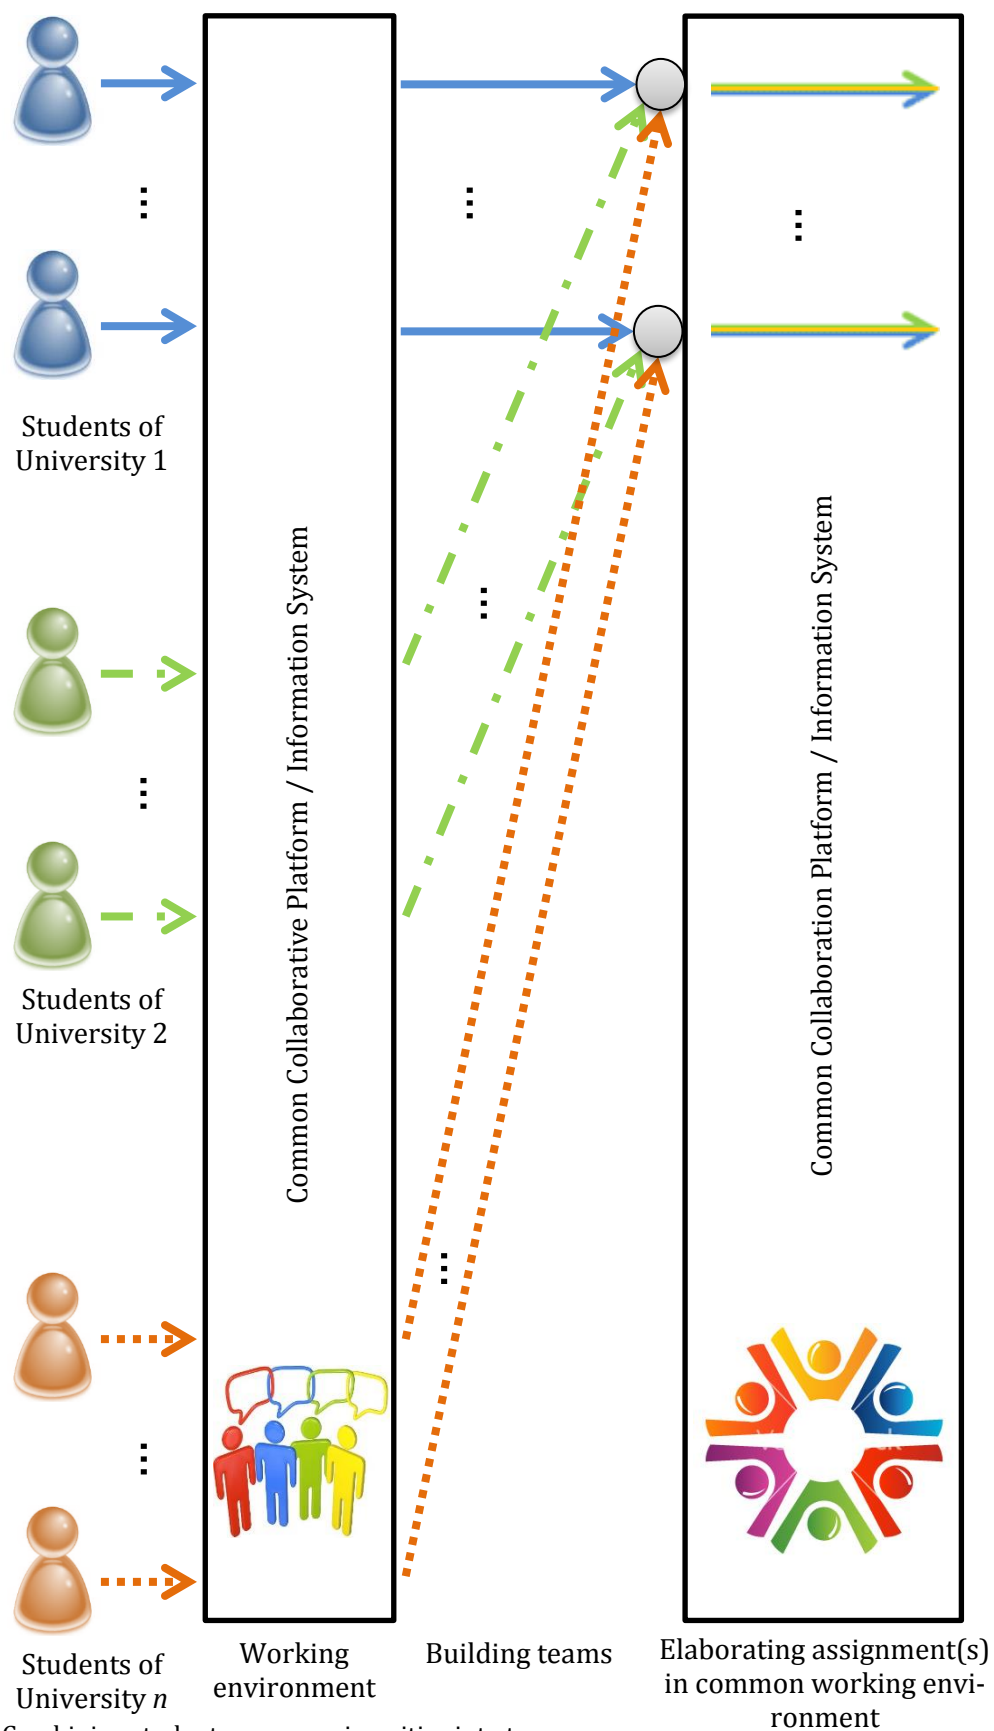 Students of
University 1
Students of
University 2
Students of
University n
Common Collaborative Platform / Information System
Working
environment
Building teams
Common Collaboration Platform / Information System
Elaborating assignment(s)
in common working envi-
ronment